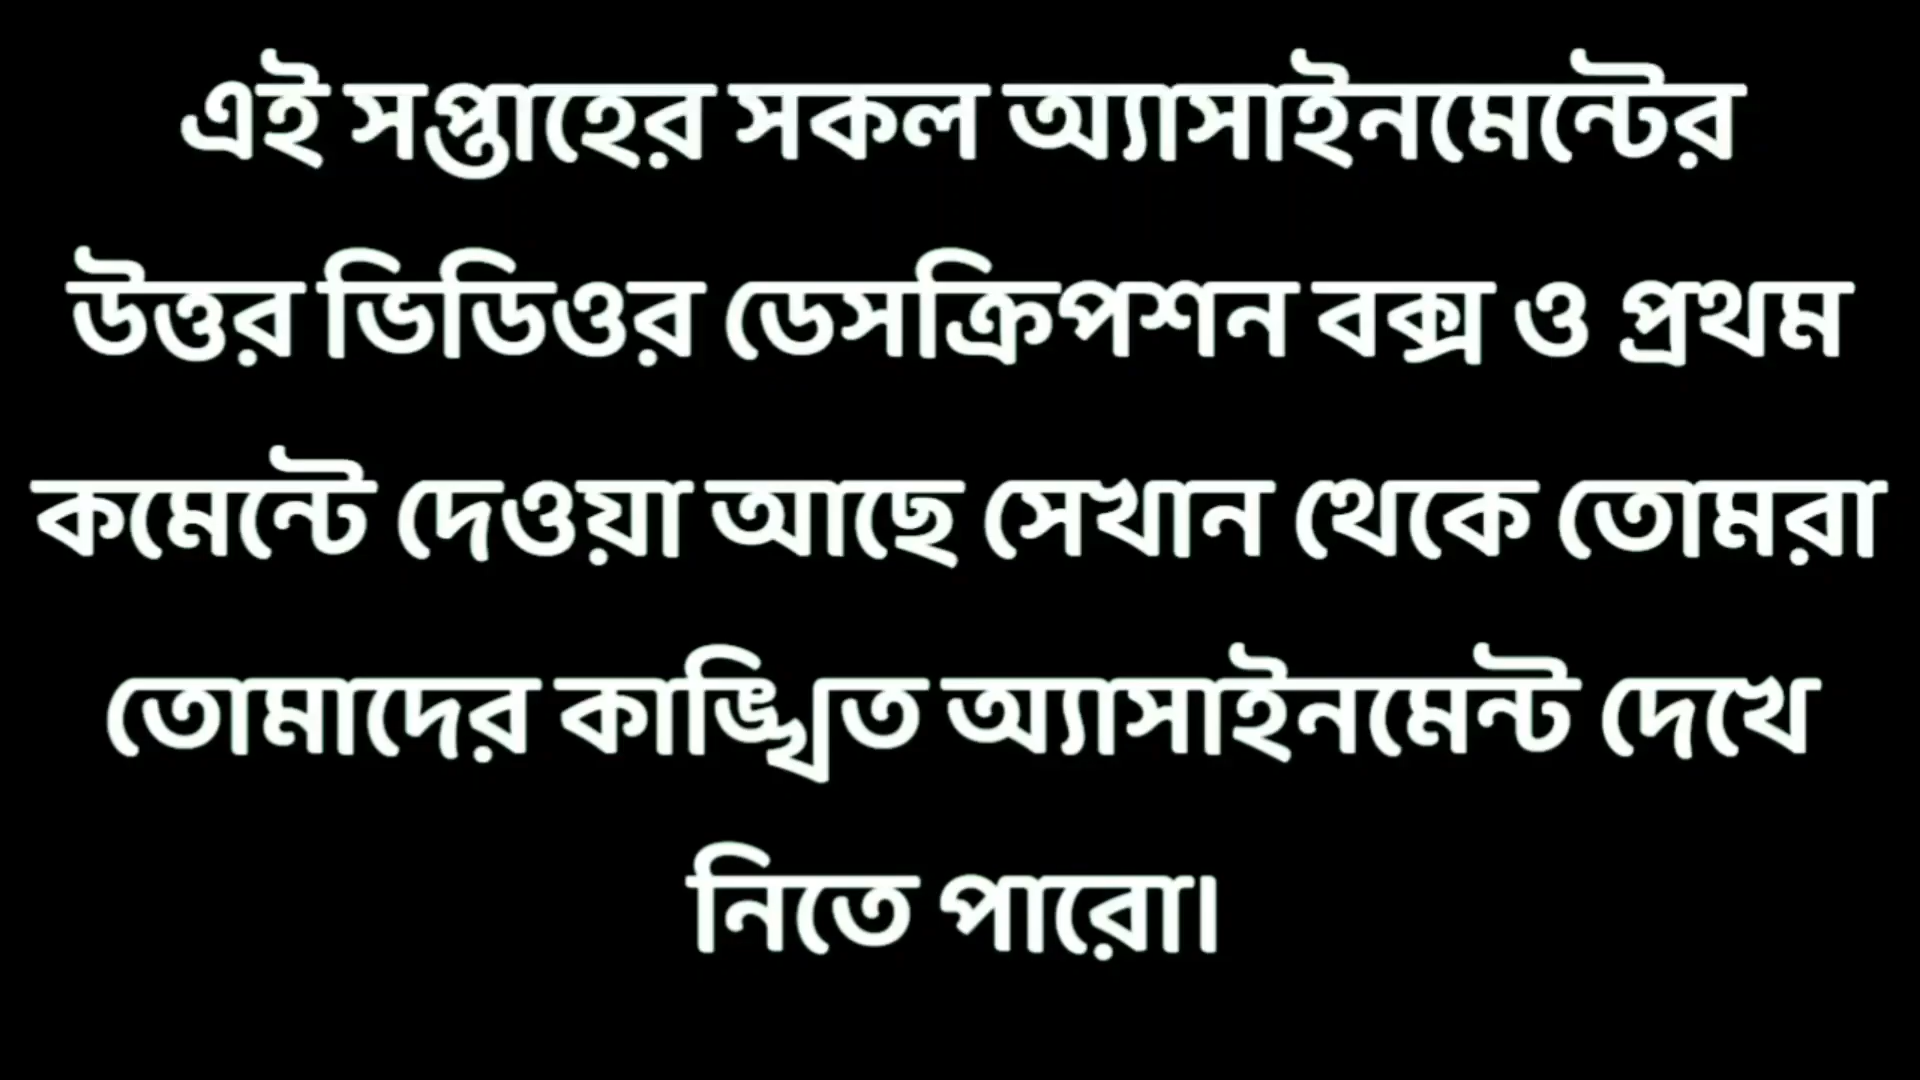 এই সপ্তাহের সকল অ্যাসাইনমেন্টের
উত্তর ভিডিওর ডেসক্রিপশন বক্স ও প্রথম
কমেন্টে দেওয়া আছে সেখান থেকে তোমরা
তোমাদের কাঙ্খিত অ্যাসাইনমেন্ট দেখে
নিতে পারো।